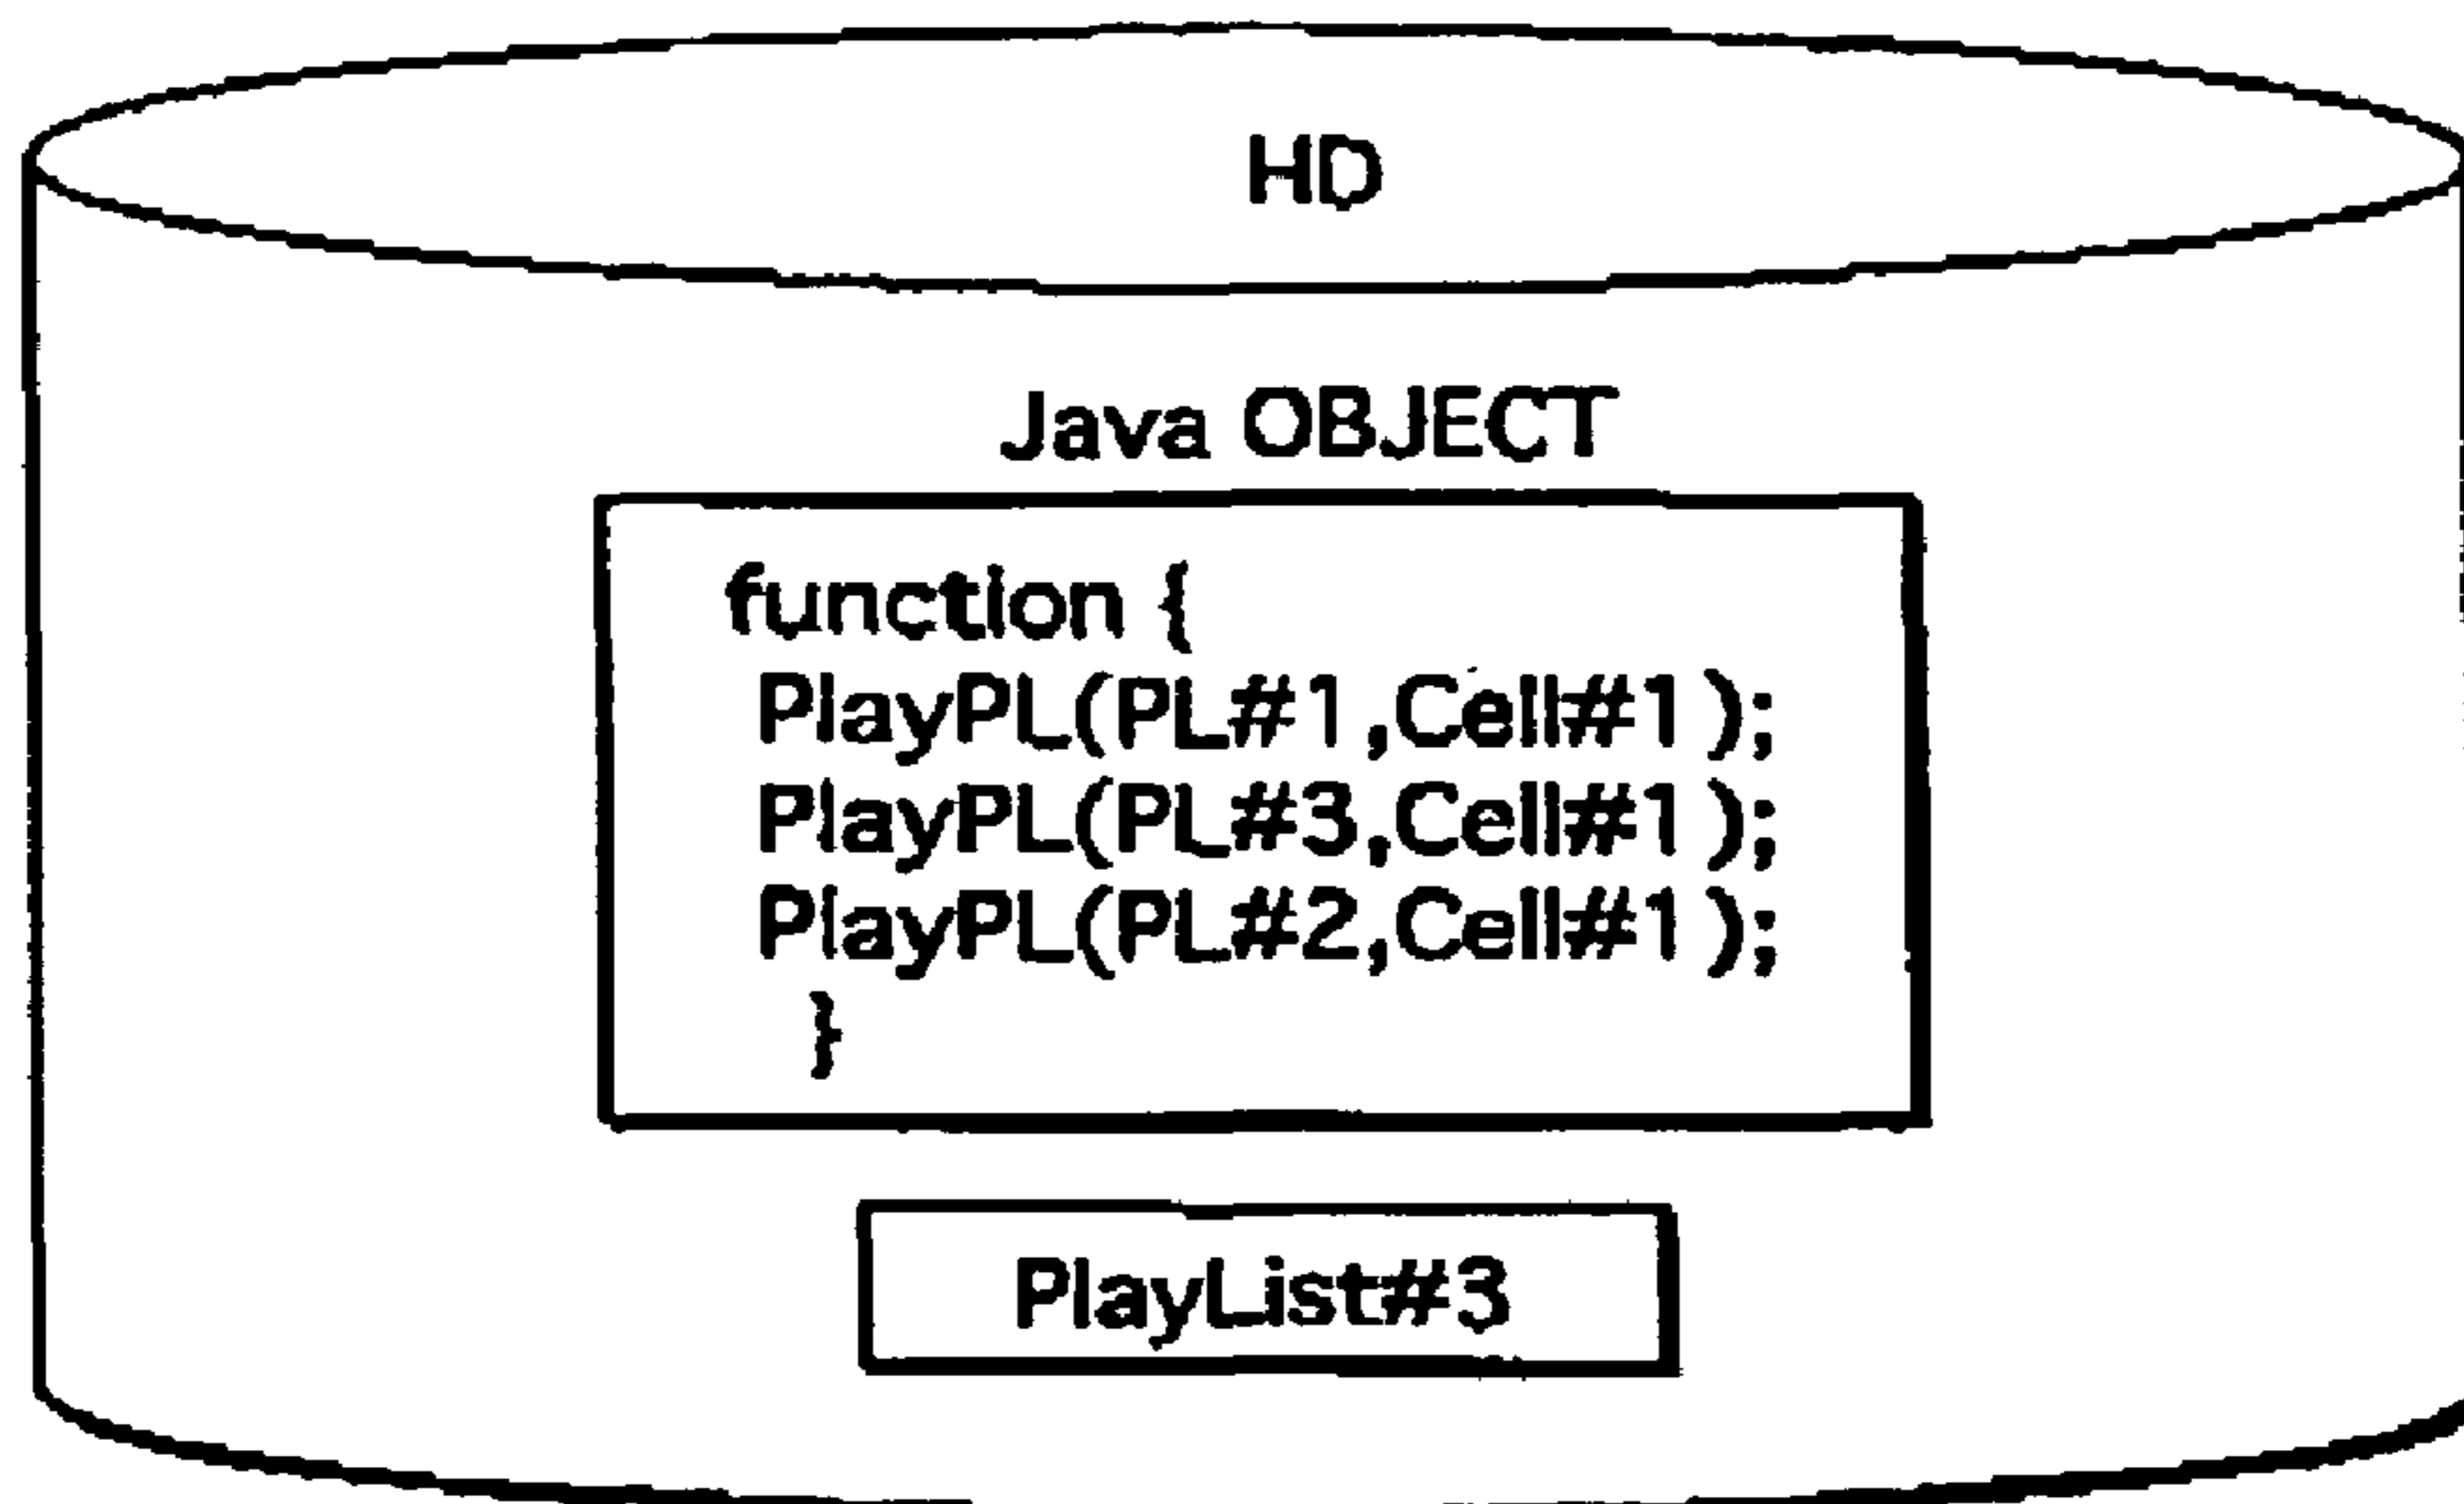 HD
Java OBJECT
function {
PlayPL(PL#1,Cell#1);
PlayPL(PL#3,Cell#1);
PlayPL(PL#2,Cell#1);
}
PlayList#3